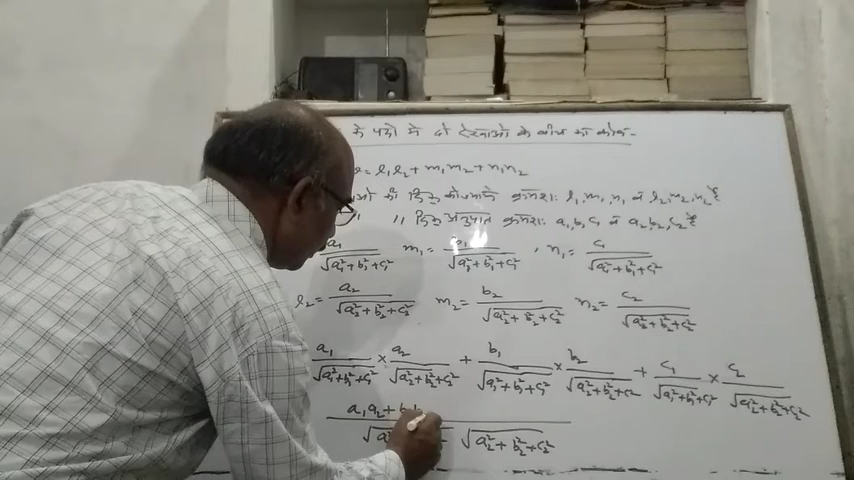 के पदों में दो रेखाओं के बीच का कोण-
= l₁l₂ + m₁m₂ + n₁n₂
की दिक् कोज्याएँ क्रमशः l₁, m₁, n₁ व l₂, m₂, n₂ हैं
,, दिक् अनुपात क्रमशः a₁, b₁, c₁ व a₂, b₂, c₂ हैं
a₁/√(a₁²+b₁²+c₁²) m₁ = b₁/√(a₁²+b₁²+c₁²) , n₁ = c₁/√(a₁²+b₁²+c₁²)
l₂ = a₂/√(a₂²+b₂²+c₂²) m₂ = b₂/√(a₂²+b₂²+c₂²) n₂ = c₂/√(a₂²+b₂²+c₂²)
a₁/√(a₁²+b₁²+c₁²) × a₂/√(a₂²+b₂²+c₂²) + b₁/√(a₁²+b₁²+c₁²) × b₂/√(a₂²+b₂²+c₂²) + c₁/√(a₁²+b₁²+c₁²) × c₂/√(a₂²+b₂²+c₂²)
a₁a₂ + b₁b
√a √(a₂²+b₂²+c₂²)